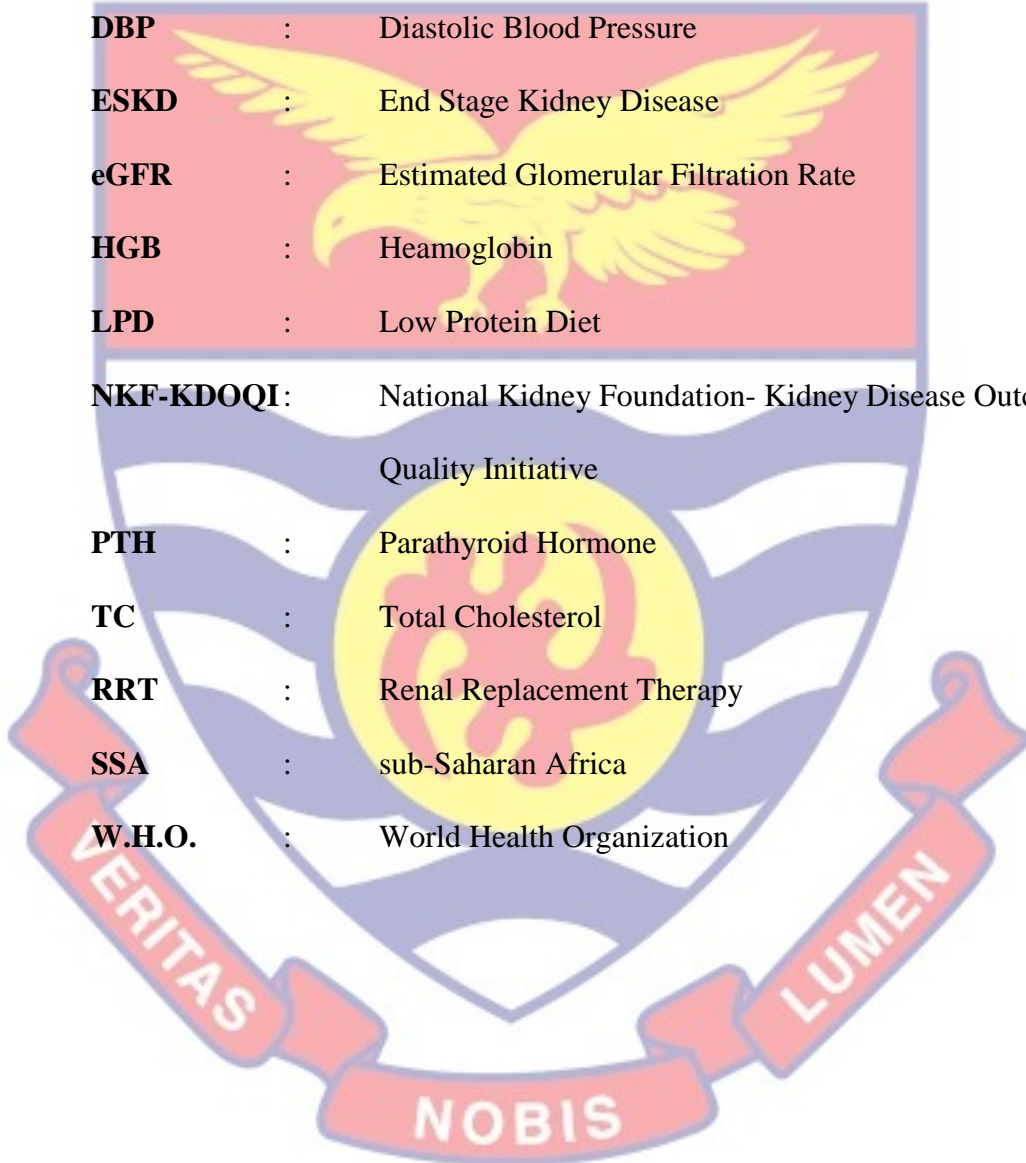 DBP : Diastolic Blood Pressure
ESKD : End Stage Kidney Disease
eGFR : Estimated Glomerular Filtration Rate
HGB : Heamoglobin
LPD : Low Protein Diet
NKF-KDOQI : National Kidney Foundation- Kidney Disease
Quality Initiative
PTH : Parathyroid Hormone
TC : Total Cholesterol
RRT : Renal Replacement Therapy
SSA : sub-Saharan Africa
W.H.O. : World Health Organization
VERITAS
NOBIS
LUMEN